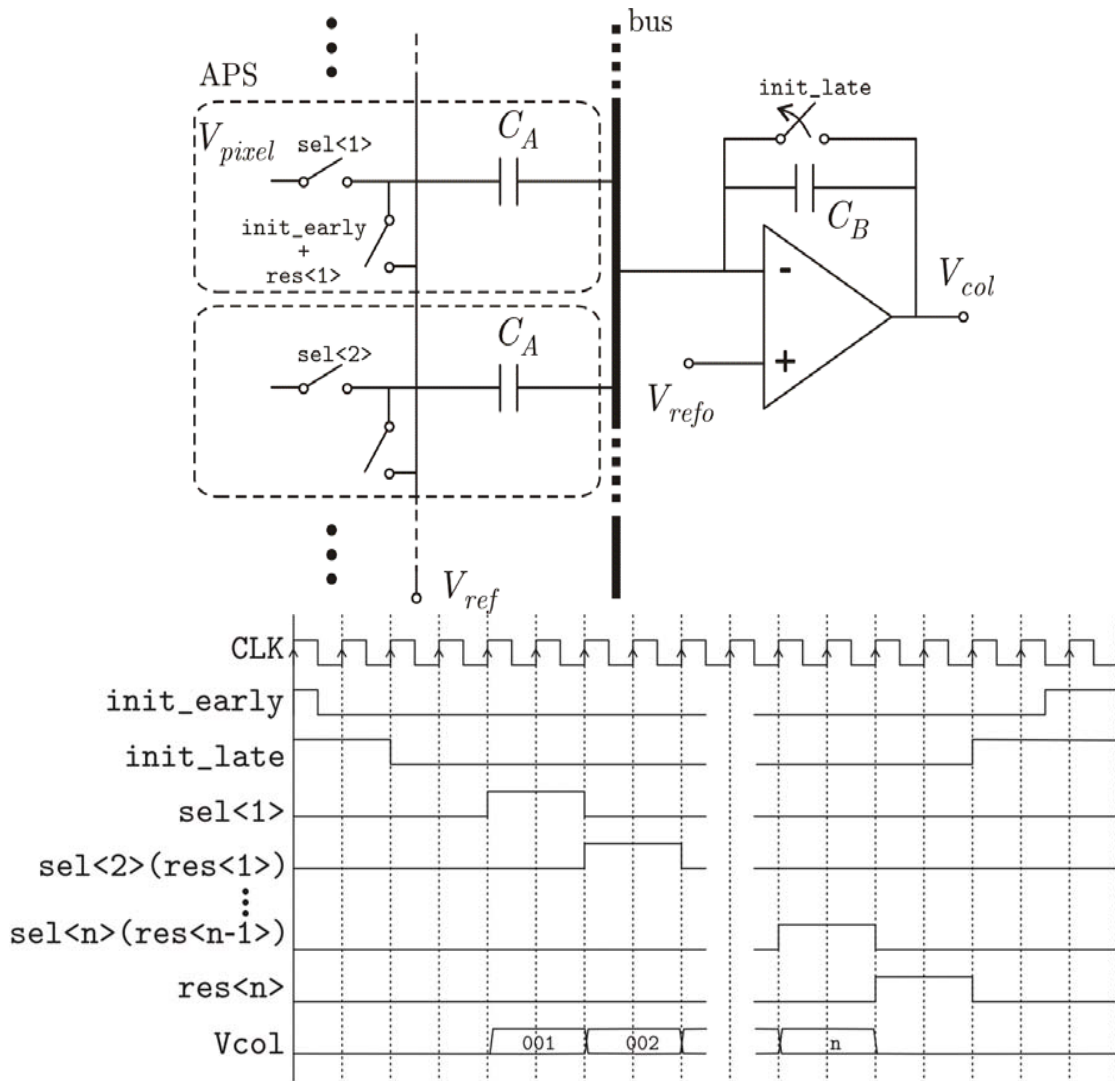 bus
APS
init_late
V_pixel
sel<1>
C_A
C_B
init_early
+
res<1>
-
V_col
sel<2>
C_A
+
V_refo
V_ref
CLK
init_early
init_late
sel<1>
sel<2>(res<1>)
sel<n>(res<n-1>)
res<n>
Vcol
001
002
n